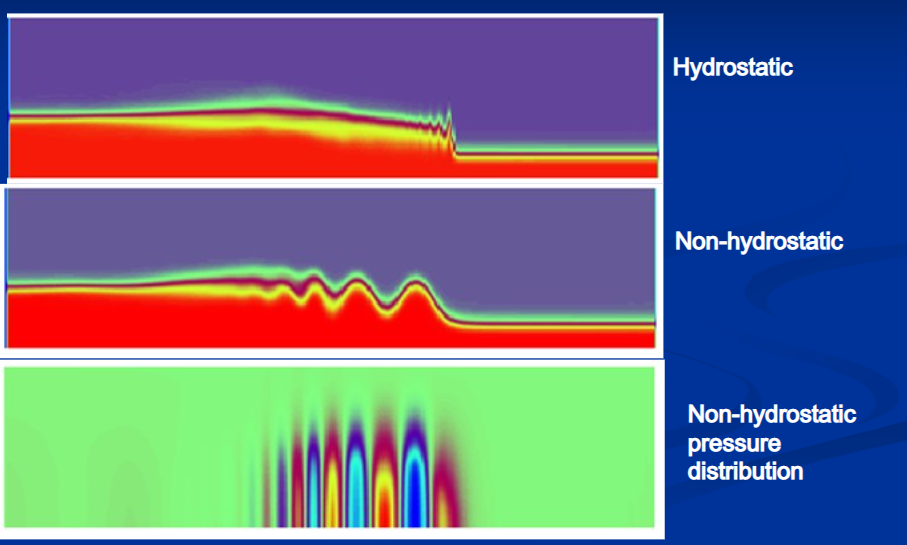 Hydrostatic
Non-hydrostatic
Non-hydrostatic
pressure
distribution